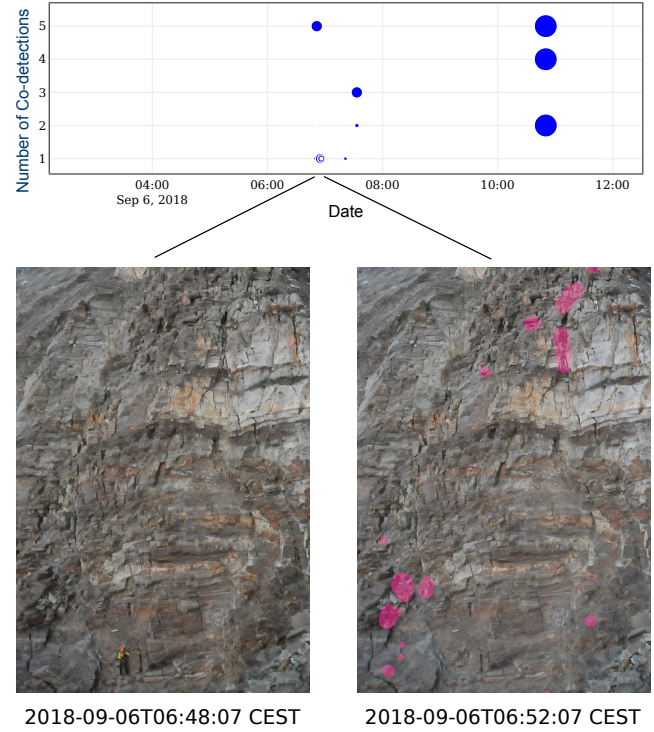 Number of Co-detections
5
4
3
2
1
©
04:00
06:00
08:00
10:00
12:00
Sep 6, 2018
Date
2018-09-06T06:48:07 CEST
2018-09-06T06:52:07 CEST